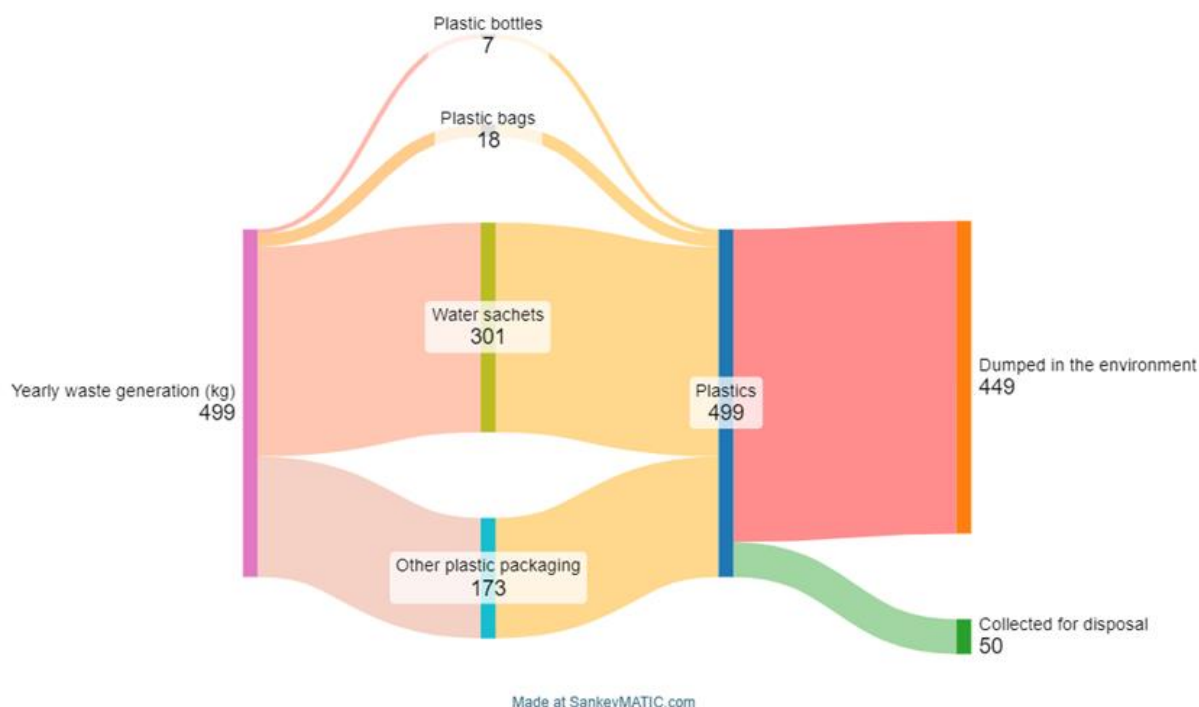 Plastic bottles
7
Plastic bags
18
Water sachets
301
Yearly waste generation (kg)
499
Plastics
499
Dumped in the environment
449
Other plastic packaging
173
Collected for disposal
50
Made at SankeyMATIC.com